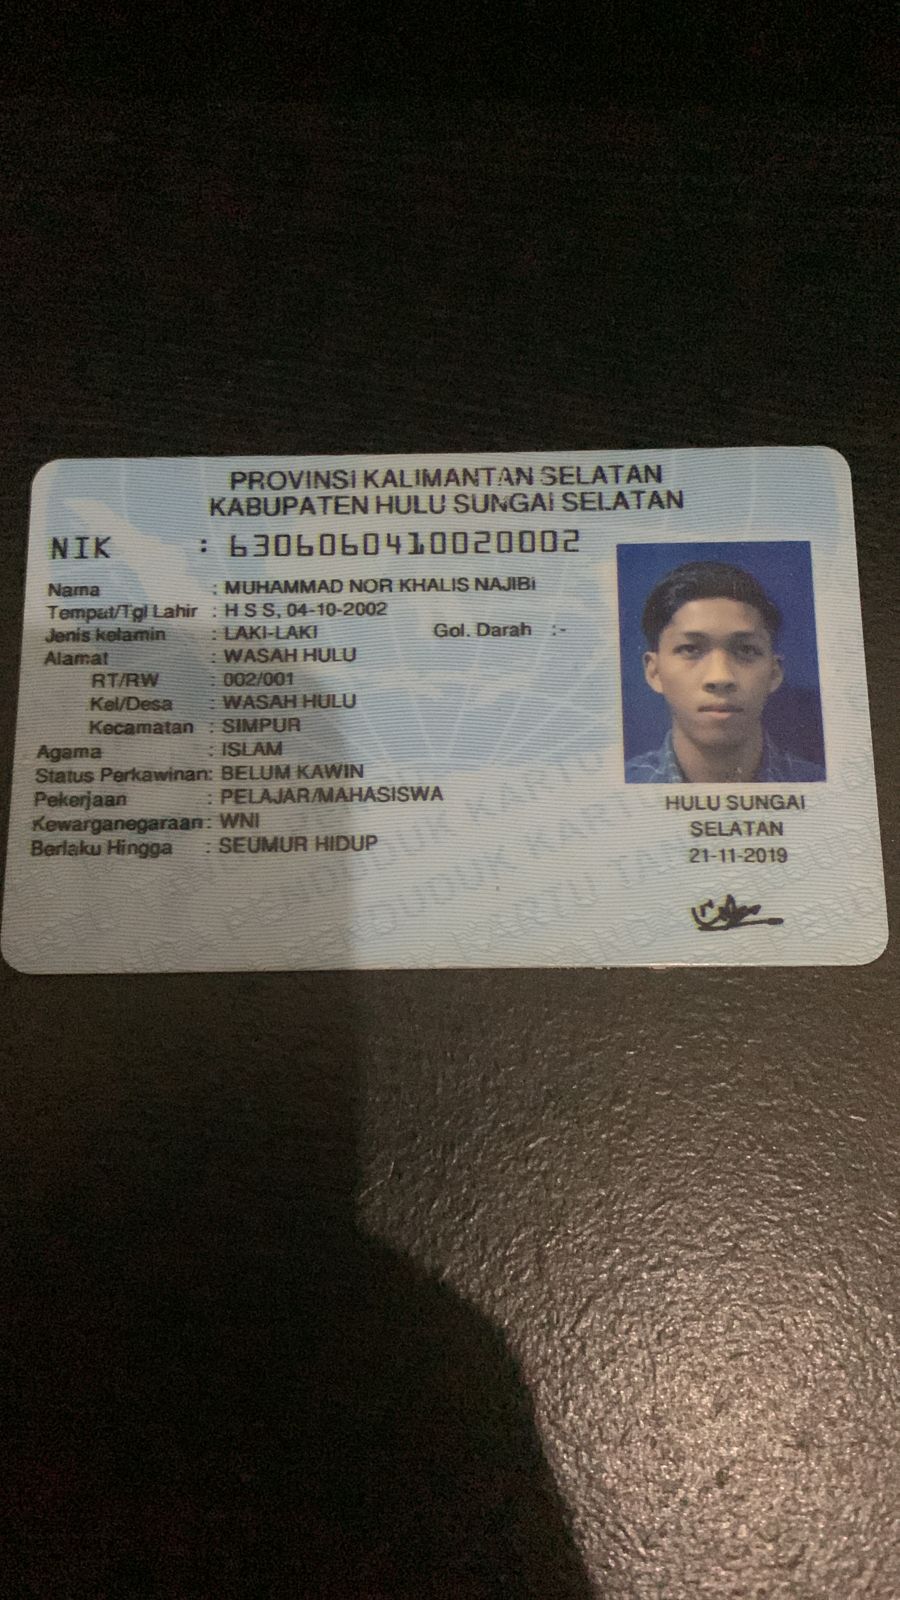 PROVINSI KALIMANTAN SELATAN
KABUPATEN HULU SUNGAI SELATAN
NIK : 6306060410020002
Nama : MUHAMMAD NOR KHALIS NAJIBI
Tempat/Tgl Lahir : H S S, 04-10-2002
Jenis kelamin : LAKI-LAKI Gol. Darah :-
Alamat : WASAH HULU
RT/RW : 002/001
Kel/Desa : WASAH HULU
Kecamatan : SIMPUR
Agama : ISLAM
Status Perkawinan: BELUM KAWIN
Pekerjaan : PELAJAR/MAHASISWA
Kewarganegaraan : WNI
Berlaku Hingga : SEUMUR HIDUP
HULU SUNGAI
SELATAN
21-11-2019